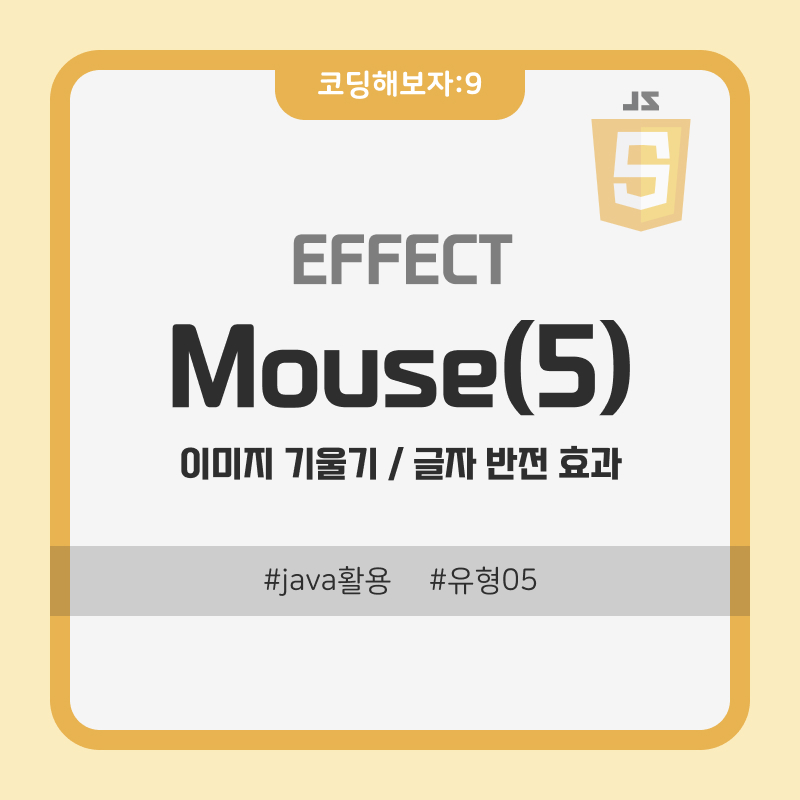 코딩해보자:9
JS
EFFECT
Mouse(5)
이미지 기울기 / 글자 반전 효과
#java활용 #유형05